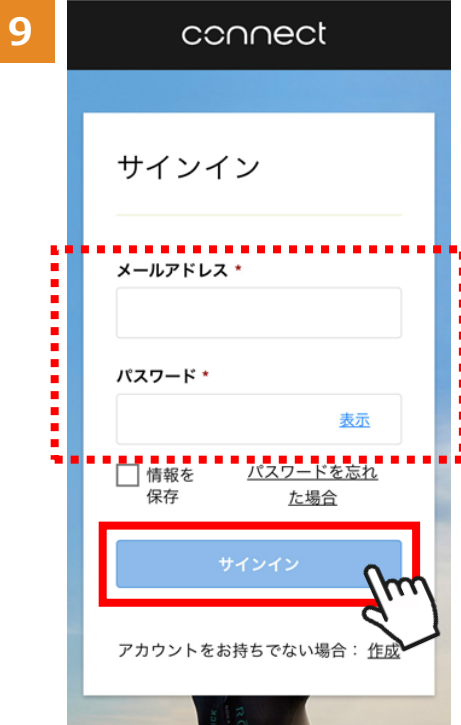 9
connect
サインイン
メールアドレス *
パスワード *
表示
情報を
保存
パスワードを忘れ
た場合
サインイン
アカウントをお持ちでない場合： 作成